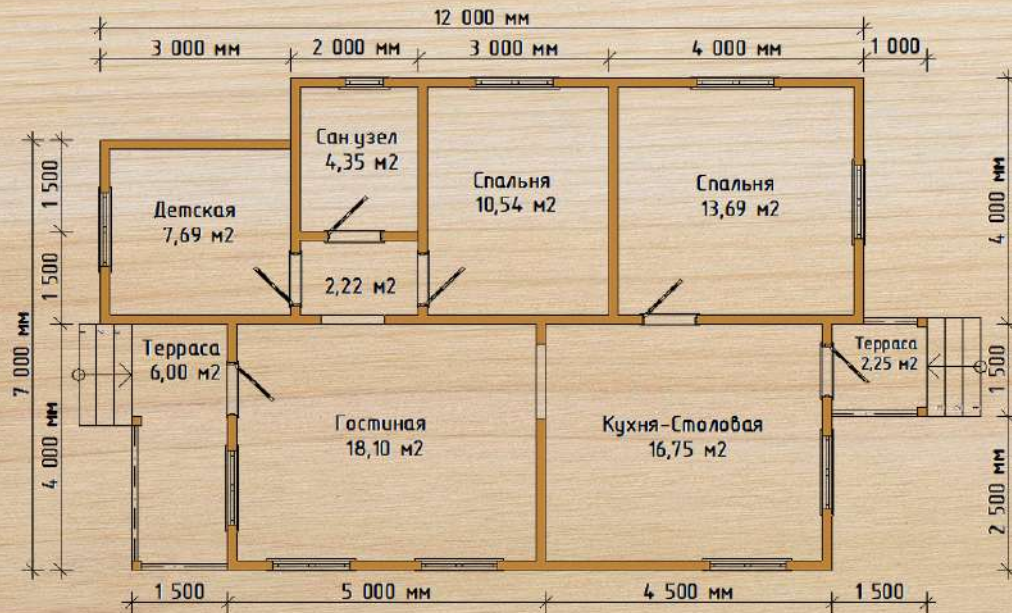 12 000 мм
3 000 мм
2 000 мм
3 000 мм
4 000 мм
1 000
Сан узел
4,35 м2
Спальня
10,54 м2
Спальня
13,69 м2
Детская
7,69 м2
2,22 м2
1 500
1 500
4 000 мм
7 000 мм
4 000 мм
1 500
2 500 мм
Терраса
6,00 м2
Терраса
2,25 м2
Гостиная
18,10 м2
Кухня-Столовая
16,75 м2
1 500
5 000 мм
4 500 мм
1 500